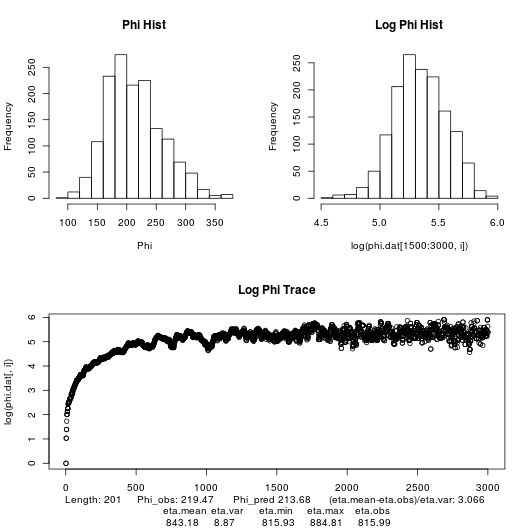 Phi Hist
Log Phi Hist
Frequency
0 50 100 150 200 250
100 150 200 250 300 350
Phi
Frequency
0 50 100 150 200 250
4.5 5.0 5.5 6.0
log(phi.dat[1500:3000, i])
Log Phi Trace
log(phi.dat[, i])
0 1 2 3 4 5 6
0 500 1000 1500 2000 2500 3000
Length: 201 Phi_obs: 219.47 Phi_pred 213.68 (eta.mean-eta.obs)/eta.var: 3.066
eta.mean eta.var eta.min eta.max eta.obs
843.18 8.87 815.93 884.81 815.99